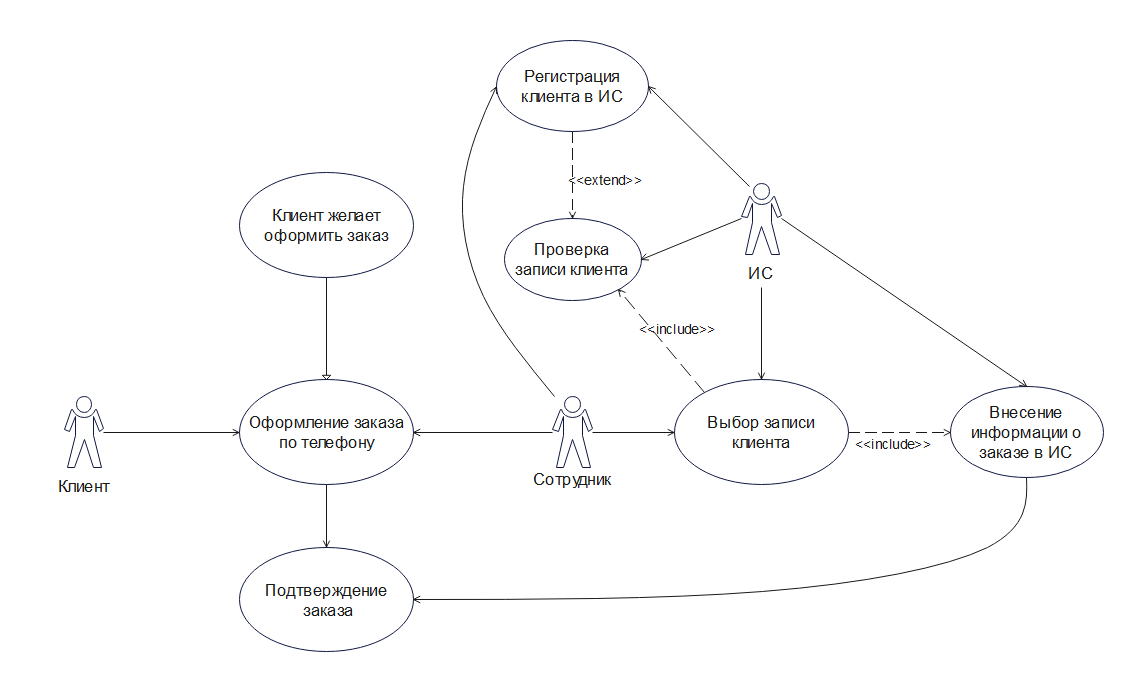 Регистрация
клиента в ИС
<<extend>>
Клиент желает
оформить заказ
Проверка
записи клиента
ИС
<<include>>
Оформление заказа
по телефону
Выбор записи
клиента
<<include>>
Внесение
информации о
заказе в ИС
Клиент
Сотрудник
Подтверждение
заказа